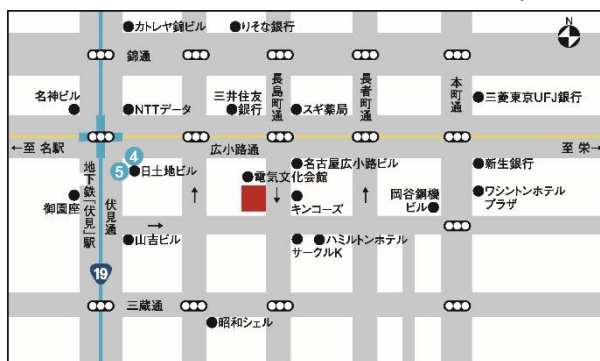 カトレヤ錦ビル
りそな銀行
N
錦通
名神ビル
NTTデータ
三井住友
銀行
長島町通
スギ薬局
長者町通
本町通
三菱東京UFJ銀行
←至 名駅
広小路通
至 栄→
4
5
日土地ビル
名古屋広小路ビル
新生銀行
電気文化会館
地下鉄「伏見」駅
伏見通
御園座
キンコーズ
岡谷鋼機
ビル
ワシントンホテル
プラザ
山吉ビル
ハミルトンホテル
サークルK
19
三蔵通
昭和シェル